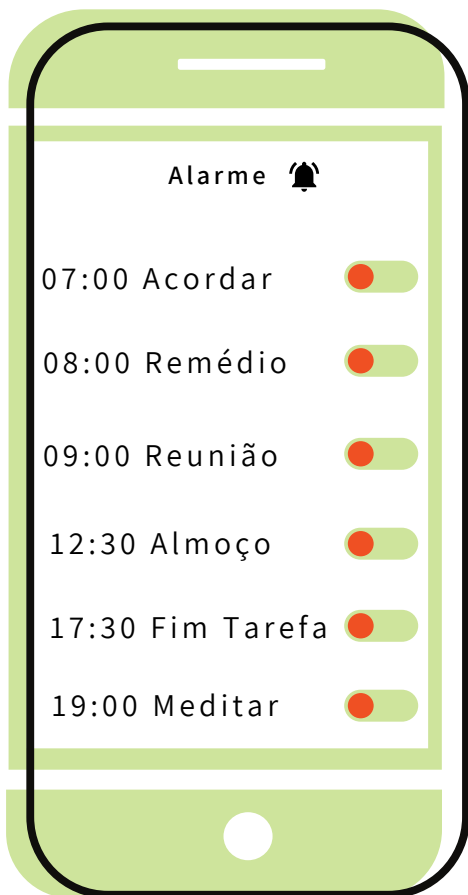 Alarme
07:00 Acordar
08:00 Remédio
09:00 Reunião
12:30 Almoço
17:30 Fim Tarefa
19:00 Meditar